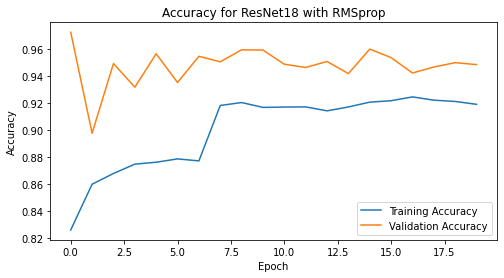 Accuracy for ResNet18 with RMSprop
Accuracy
0.96
0.94
0.92
0.90
0.88
0.86
0.84
0.82
0.0 2.5 5.0 7.5 10.0 12.5 15.0 17.5
Epoch
Training Accuracy
Validation Accuracy